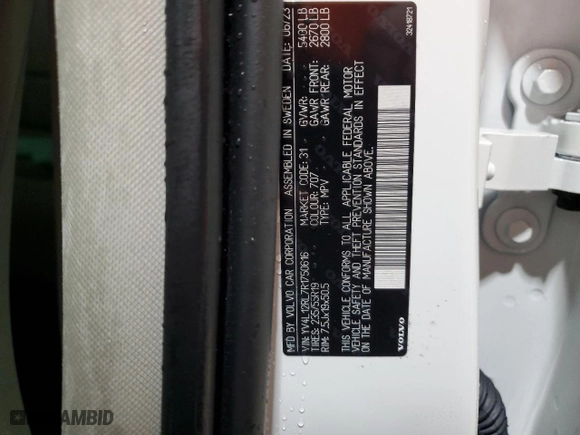 MFD BY VOLVO CAR CORPORATION ASSEMBLED IN SWEDEN DATE: 06/23
VIN: YV4L12RL7R1750616 MARKET CODE: 31 GVWR: 5480 LB
TIRES: 235/55R19 COLOUR: 707 GAWR FRONT: 2670 LB
RIM: 7.5Jx19x50.5 TYPE: MPV GAWR REAR: 2800 LB
THIS VEHICLE CONFORMS TO ALL APPLICABLE FEDERAL MOTOR
VEHICLE SAFETY AND THEFT PREVENTION STANDARDS IN EFFECT
ON THE DATE OF MANUFACTURE SHOWN ABOVE.
VOLVO
32418721